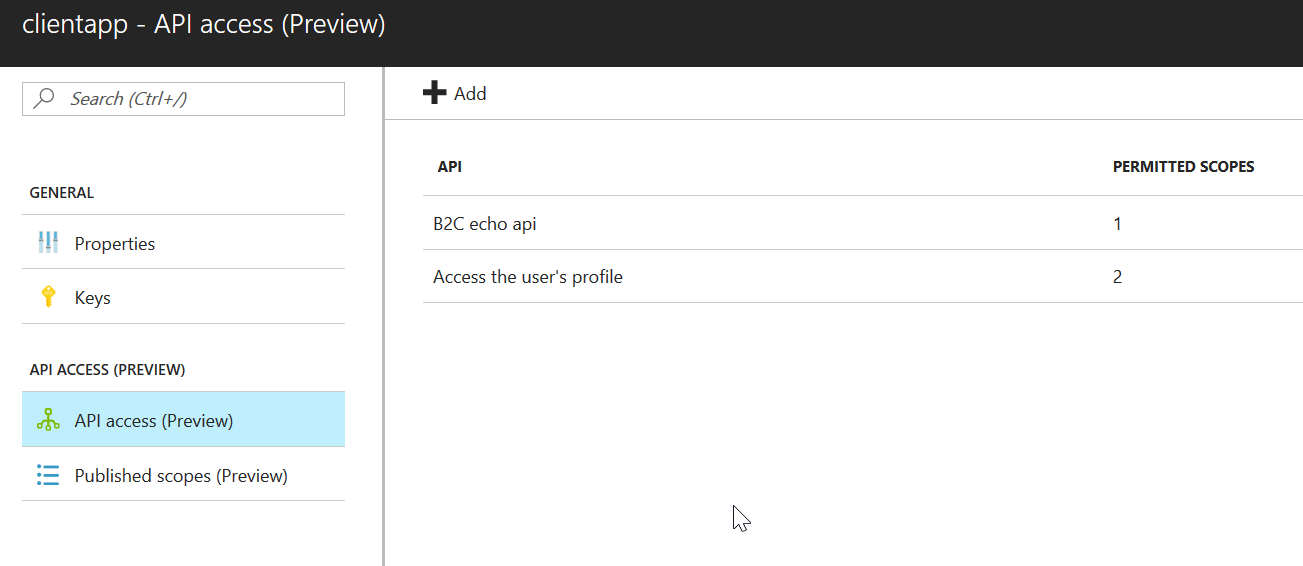 clientapp - API access (Preview)
Search (Ctrl+/)
GENERAL
Properties
Keys
API ACCESS (PREVIEW)
API access (Preview)
Published scopes (Preview)
Add
API PERMITTED SCOPES
B2C echo api 1
Access the user's profile 2